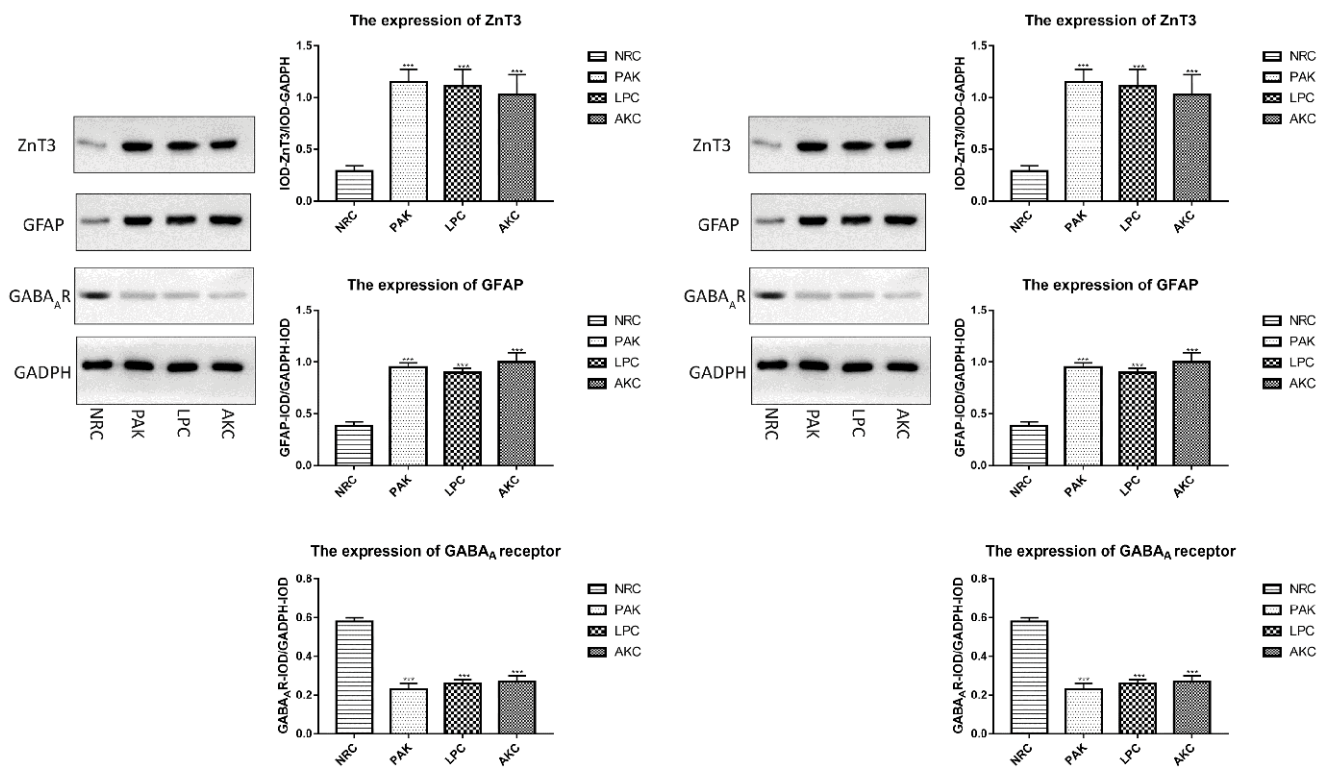 ZnT3
GFAP
GABA_AR
GADPH
NRC
PAK
LPC
AKC
The expression of ZnT3
IOD-ZnT3/IOD-GADPH
1.5
1.0
0.5
0.0
***
***
***
NRC
PAK
LPC
AKC
NRC
PAK
LPC
AKC
The expression of GFAP
GFAP-IOD/GADPH-IOD
1.5
1.0
0.5
0.0
***
***
***
NRC
PAK
LPC
AKC
NRC
PAK
LPC
AKC
The expression of GABA_A receptor
GABA_AR-IOD/GADPH-IOD
0.8
0.6
0.4
0.2
0.0
***
***
***
NRC
PAK
LPC
AKC
NRC
PAK
LPC
AKC
ZnT3
GFAP
GABA_AR
GADPH
NRC
PAK
LPC
AKC
The expression of ZnT3
IOD-ZnT3/IOD-GADPH
1.5
1.0
0.5
0.0
***
***
***
NRC
PAK
LPC
AKC
NRC
PAK
LPC
AKC
The expression of GFAP
GFAP-IOD/GADPH-IOD
1.5
1.0
0.5
0.0
***
***
***
NRC
PAK
LPC
AKC
NRC
PAK
LPC
AKC
The expression of GABA_A receptor
GABA_AR-IOD/GADPH-IOD
0.8
0.6
0.4
0.2
0.0
***
***
***
NRC
PAK
LPC
AKC
NRC
PAK
LPC
AKC